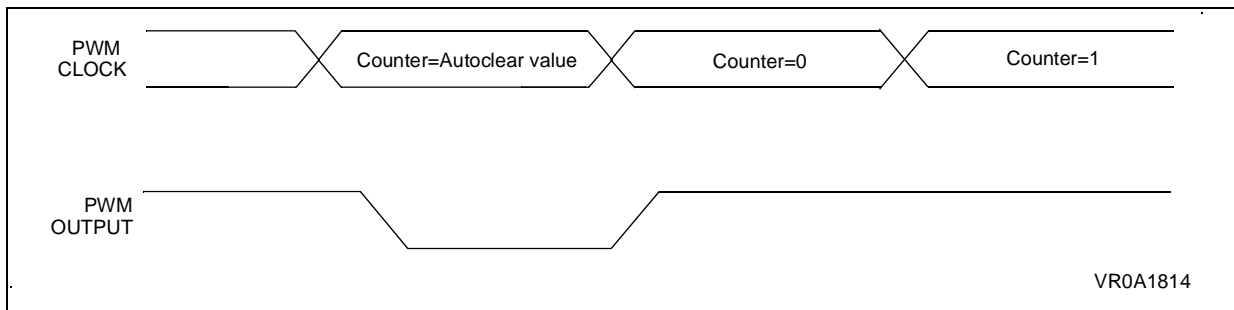 PWM
CLOCK
Counter=Autoclear value
Counter=0
Counter=1
PWM
OUTPUT
VR0A1814